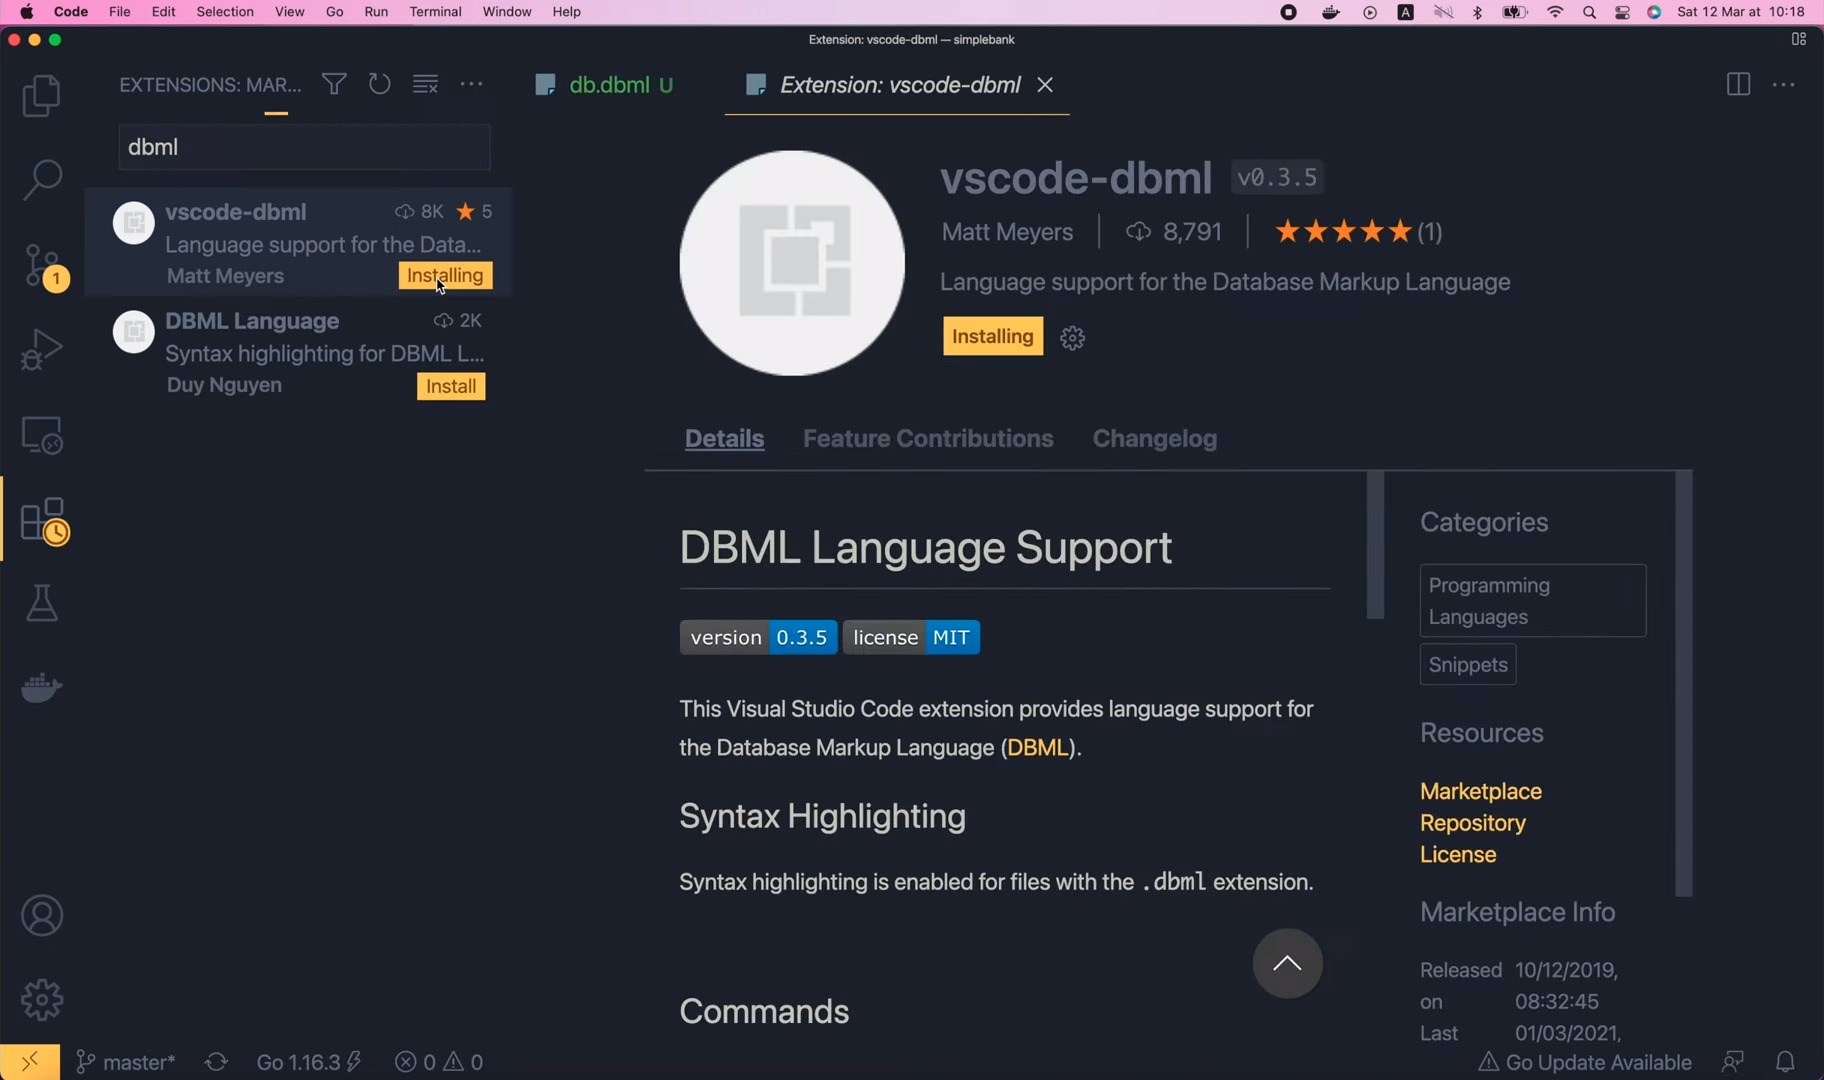 Code File Edit Selection View Go Run Terminal Window Help A Sat 12 Mar at 10:18
Extension: vscode-dbml — simplebank
EXTENSIONS: MAR...
db.dbml U
Extension: vscode-dbml
dbml
vscode-dbml 8K 5
Language support for the Data...
Matt Meyers Installing
DBML Language 2K
Syntax highlighting for DBML L...
Duy Nguyen Install
1
vscode-dbml v0.3.5
Matt Meyers 8,791 (1)
Language support for the Database Markup Language
Installing
Details Feature Contributions Changelog
DBML Language Support
version 0.3.5 license MIT
This Visual Studio Code extension provides language support for
the Database Markup Language (DBML).
Syntax Highlighting
Syntax highlighting is enabled for files with the .dbml extension.
Commands
Categories
Programming
Languages
Snippets
Resources
Marketplace
Repository
License
Marketplace Info
Released 10/12/2019,
on 08:32:45
Last 01/03/2021,
master* Go 1.16.3 0 0 Go Update Available